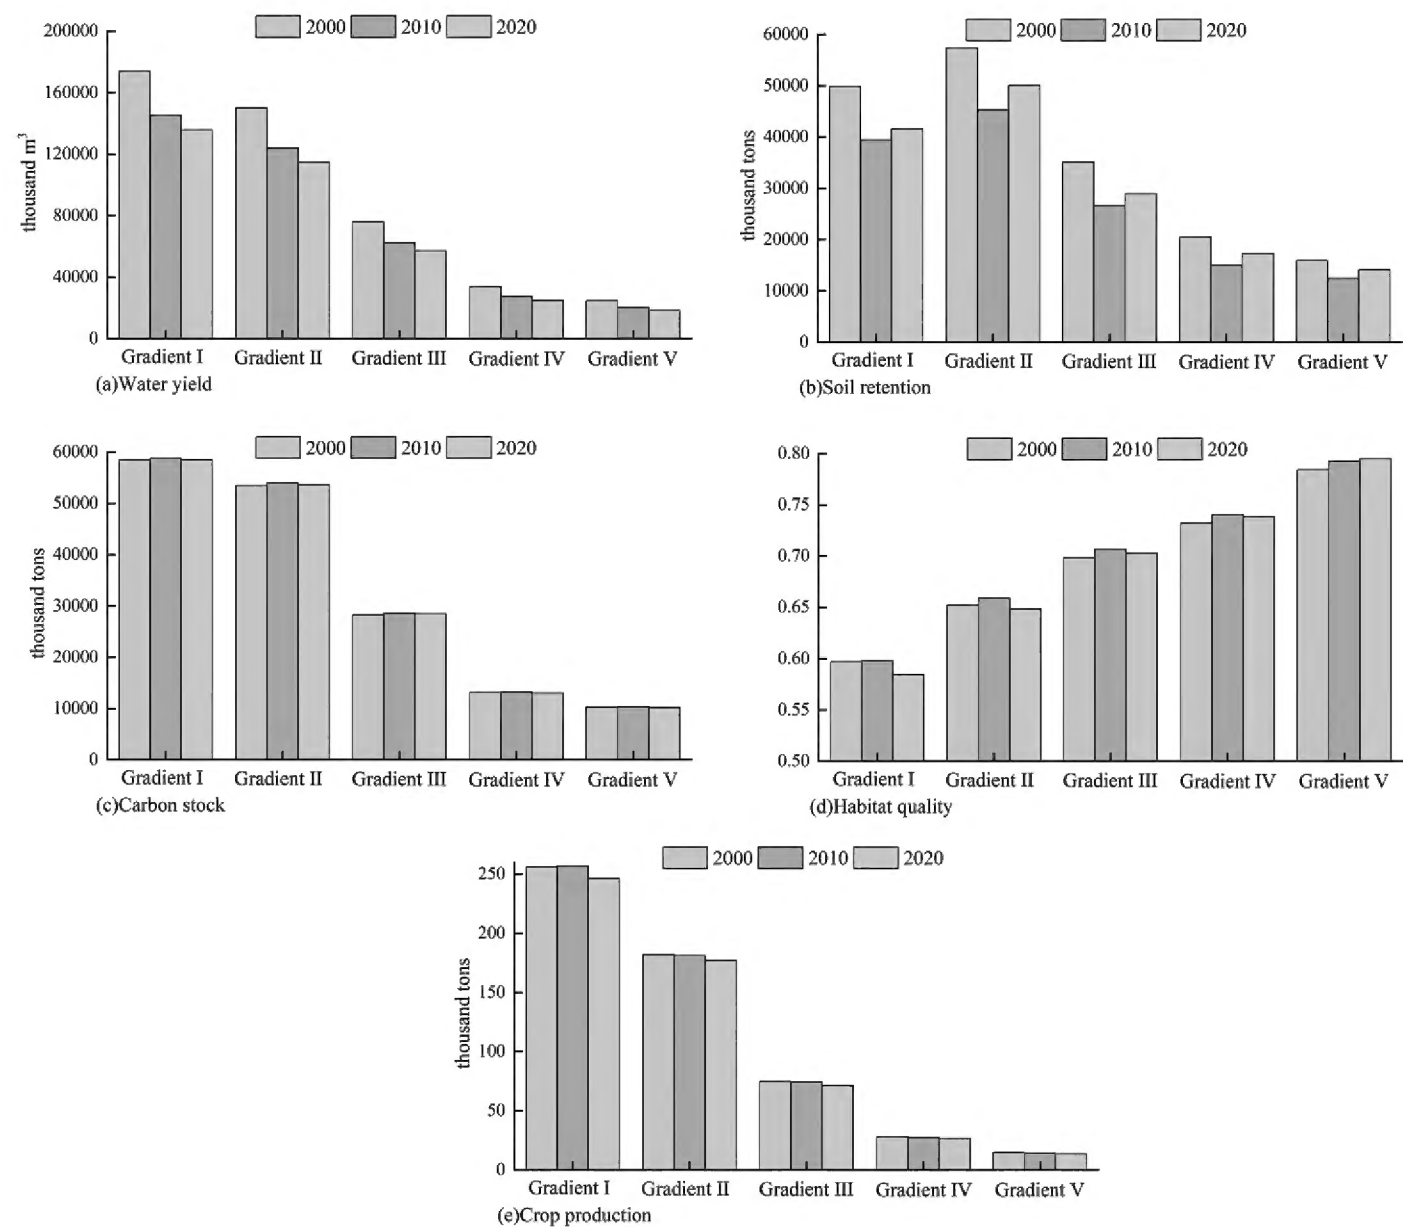 2000 2010 2020
200000
160000
120000
80000
40000
0
thousand m³
Gradient I Gradient II Gradient III Gradient IV Gradient V
(a)Water yield
2000 2010 2020
60000
50000
40000
30000
20000
10000
0
thousand tons
Gradient I Gradient II Gradient III Gradient IV Gradient V
(b)Soil retention
2000 2010 2020
60000
50000
40000
30000
20000
10000
0
thousand tons
Gradient I Gradient II Gradient III Gradient IV Gradient V
(c)Carbon stock
2000 2010 2020
0.80
0.75
0.70
0.65
0.60
0.55
0.50
Gradient I Gradient II Gradient III Gradient IV Gradient V
(d)Habitat quality
2000 2010 2020
250
200
150
100
50
0
thousand tons
Gradient I Gradient II Gradient III Gradient IV Gradient V
(e)Crop production